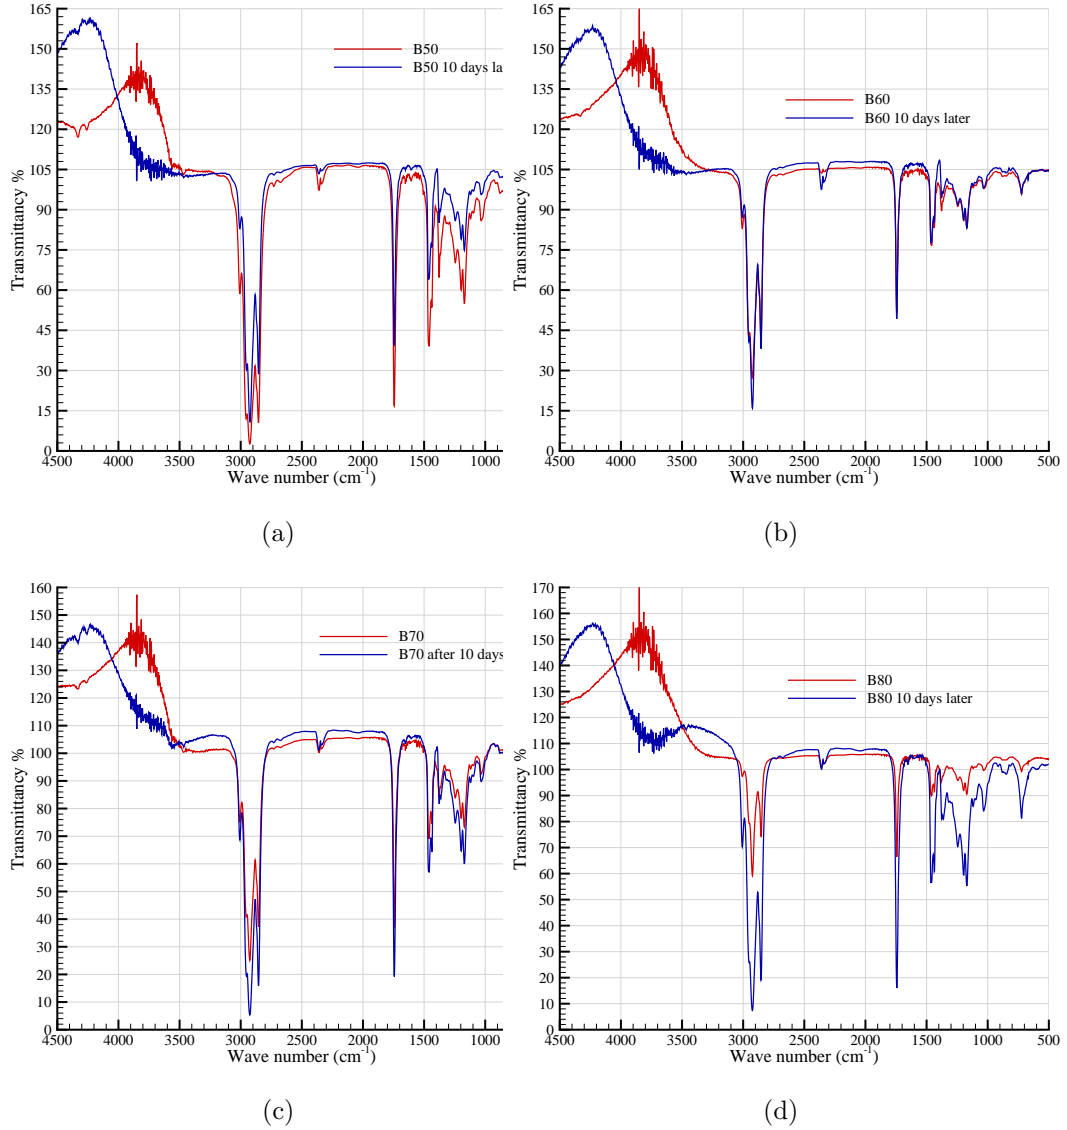 165
150
135
120
105
90
75
60
45
30
15
0
Transmittancy %
B50
B50 10 days la
4500 4000 3500 3000 2500 2000 1500 1000
Wave number (cm-1)
(a)
165
150
135
120
105
90
75
60
45
30
15
0
Transmittancy %
B60
B60 10 days later
4500 4000 3500 3000 2500 2000 1500 1000 500
Wave number (cm-1)
(b)
160
150
140
130
120
110
100
90
80
70
60
50
40
30
20
10
0
Transmittancy %
B70
B70 after 10 days
4500 4000 3500 3000 2500 2000 1500 1000
Wave number (cm-1)
(c)
170
160
150
140
130
120
110
100
90
80
70
60
50
40
30
20
10
0
Transmittancy %
B80
B80 10 days later
4500 4000 3500 3000 2500 2000 1500 1000 500
Wave number (cm-1)
(d)